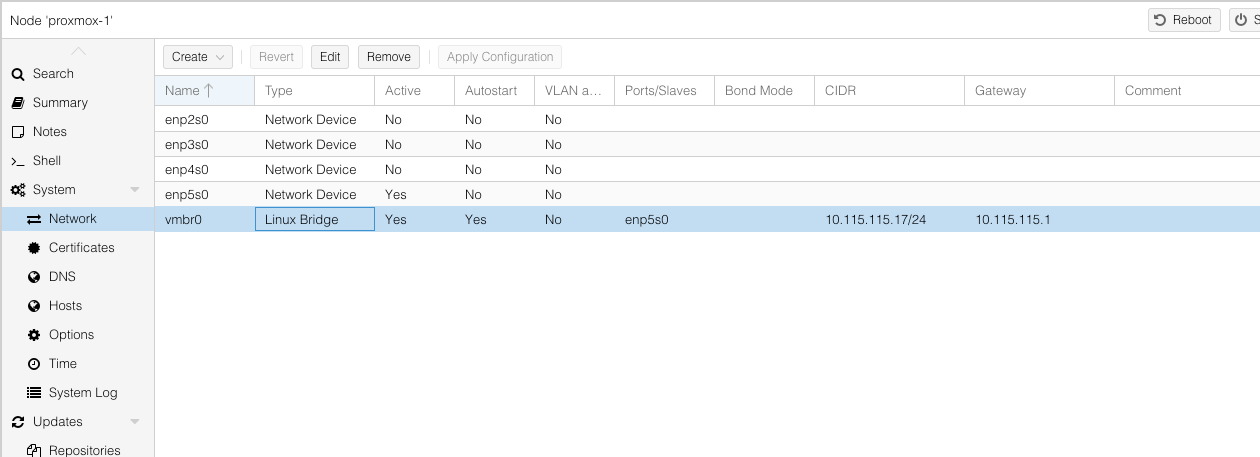 Node 'proxmox-1'
Reboot
S
Search
Summary
Notes
Shell
System
Network
Certificates
DNS
Hosts
Options
Time
System Log
Updates
Repositories
Create Revert Edit Remove Apply Configuration
Name Type Active Autostart VLAN a... Ports/Slaves Bond Mode CIDR Gateway Comment
enp2s0 Network Device No No No
enp3s0 Network Device No No No
enp4s0 Network Device No No No
enp5s0 Network Device Yes No No
vmbr0 Linux Bridge Yes Yes No enp5s0 10.115.115.17/24 10.115.115.1